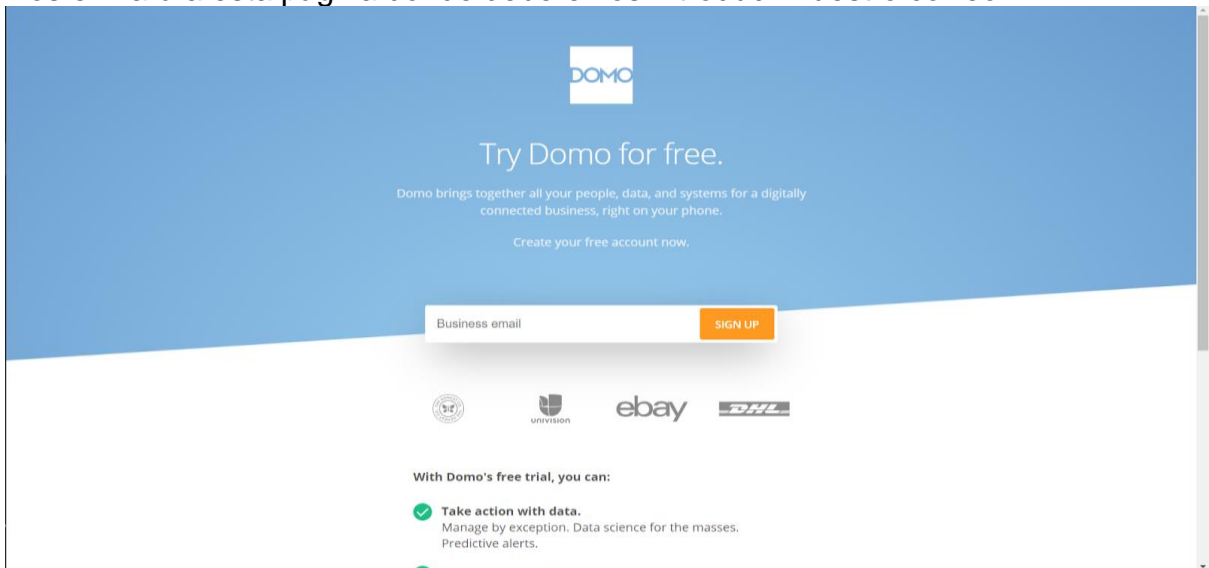 DOMO
Try Domo for free.
Domo brings together all your people, data, and systems for a digitally
connected business, right on your phone.
Create your free account now.
Business email
SIGN UP
univision
ebay
DHL
With Domo's free trial, you can:
Take action with data.
Manage by exception. Data science for the masses.
Predictive alerts.